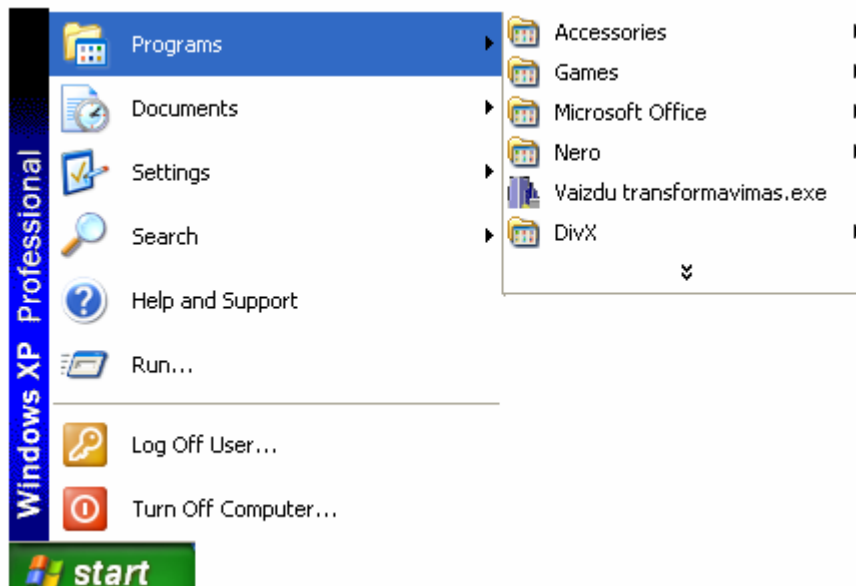 Programs
Documents
Settings
Search
Help and Support
Run...
Log Off User...
Turn Off Computer...
Windows XP Professional
start
Accessories
Games
Microsoft Office
Nero
Vaizdu transformavimas.exe
DivX